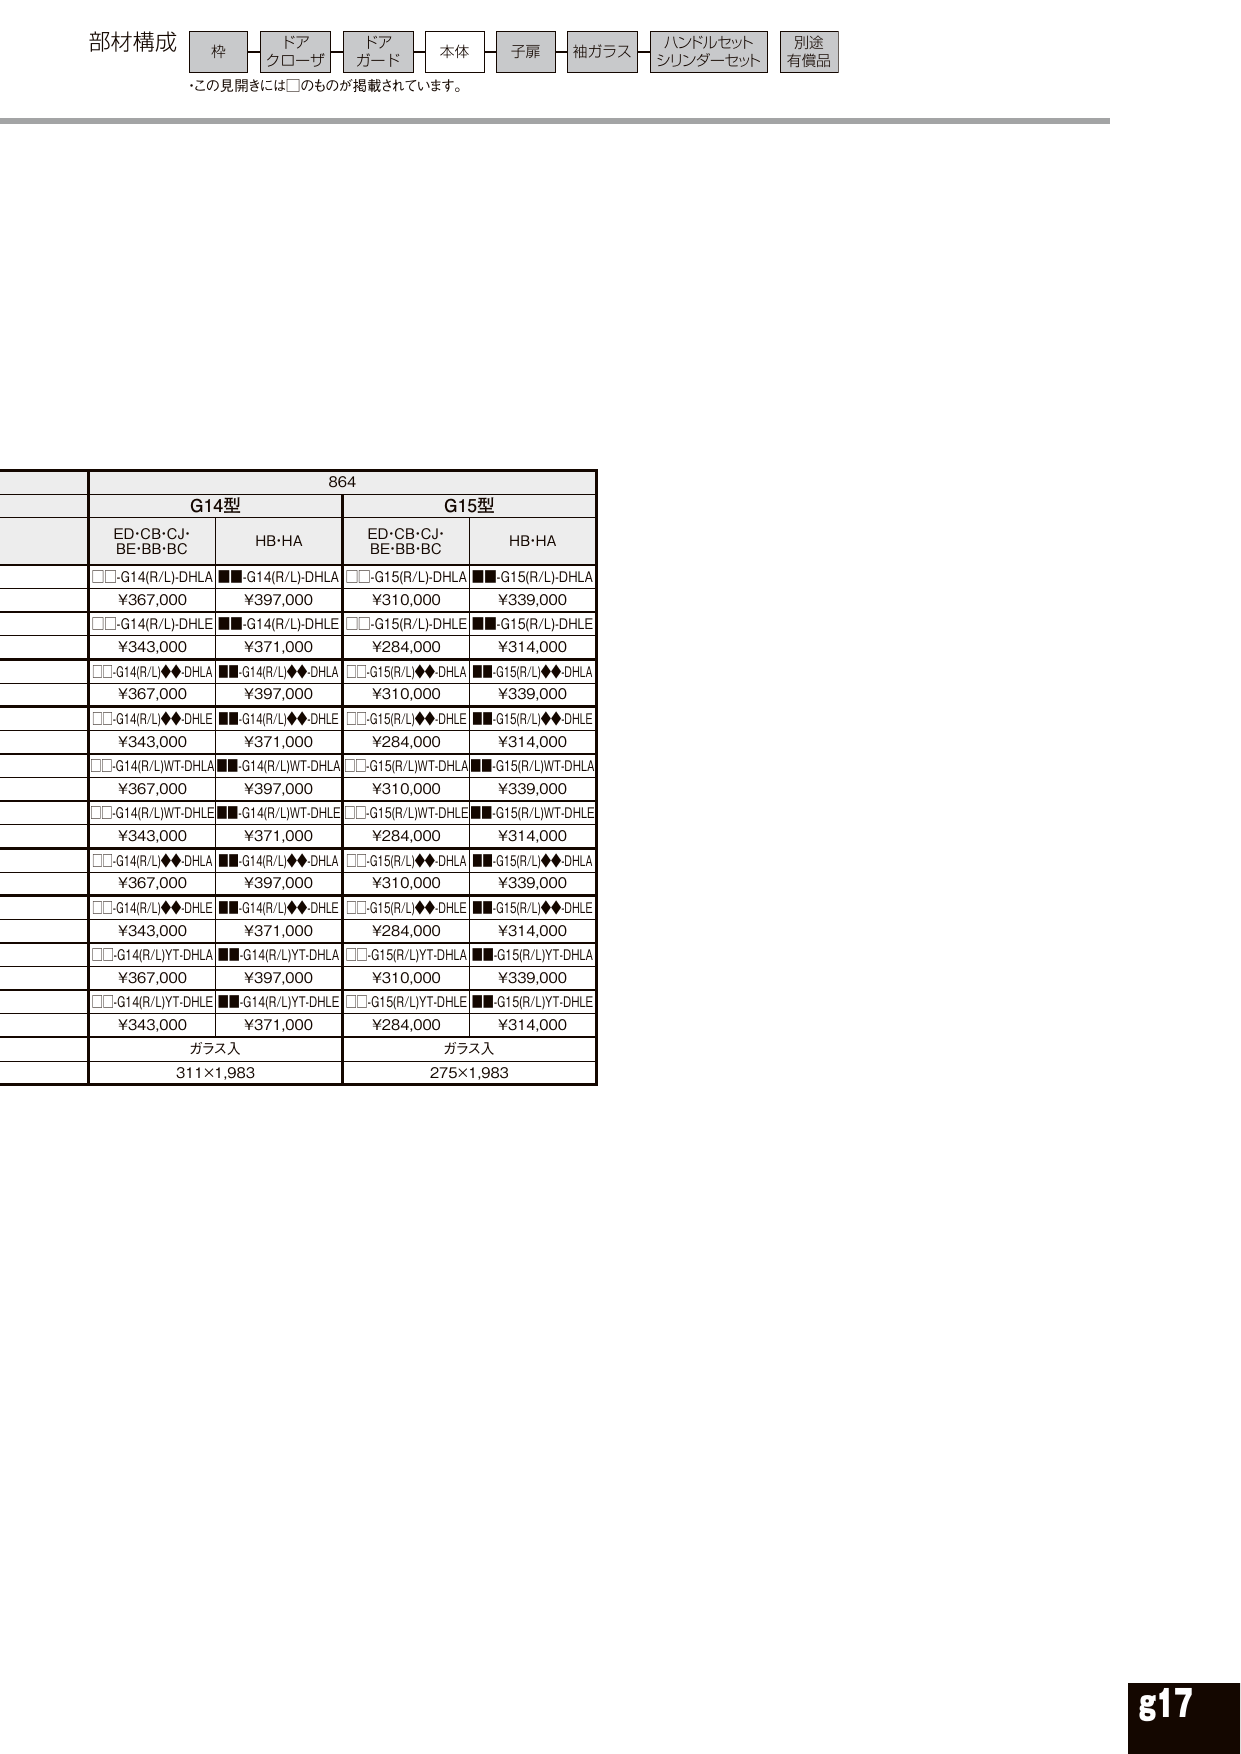 部材構成 枠 ドアクローザ ドアガード 本体 子扉 袖ガラス ハンドルセットシリンダーセット 別途有償品
・この見開きには□のものが掲載されています。
864
G14型 G15型
ED・CB・CJ・ HB・HA ED・CB・CJ・ HB・HA
BE・BB・BC BE・BB・BC
□□-G14(R/L)-DHLA ■■-G14(R/L)-DHLA □□-G15(R/L)-DHLA ■■-G15(R/L)-DHLA
¥367,000 ¥397,000 ¥310,000 ¥339,000
□□-G14(R/L)-DHLE ■■-G14(R/L)-DHLE □□-G15(R/L)-DHLE ■■-G15(R/L)-DHLE
¥343,000 ¥371,000 ¥284,000 ¥314,000
□□-G14(R/L)◆◆-DHLA ■■-G14(R/L)◆◆-DHLA □□-G15(R/L)◆◆-DHLA ■■-G15(R/L)◆◆-DHLA
¥367,000 ¥397,000 ¥310,000 ¥339,000
□□-G14(R/L)◆◆-DHLE ■■-G14(R/L)◆◆-DHLE □□-G15(R/L)◆◆-DHLE ■■-G15(R/L)◆◆-DHLE
¥343,000 ¥371,000 ¥284,000 ¥314,000
□□-G14(R/L)WT-DHLA ■■-G14(R/L)WT-DHLA □□-G15(R/L)WT-DHLA ■■-G15(R/L)WT-DHLA
¥367,000 ¥397,000 ¥310,000 ¥339,000
□□-G14(R/L)WT-DHLE ■■-G14(R/L)WT-DHLE □□-G15(R/L)WT-DHLE ■■-G15(R/L)WT-DHLE
¥343,000 ¥371,000 ¥284,000 ¥314,000
□□-G14(R/L)◆◆-DHLA ■■-G14(R/L)◆◆-DHLA □□-G15(R/L)◆◆-DHLA ■■-G15(R/L)◆◆-DHLA
¥367,000 ¥397,000 ¥310,000 ¥339,000
□□-G14(R/L)◆◆-DHLE ■■-G14(R/L)◆◆-DHLE □□-G15(R/L)◆◆-DHLE ■■-G15(R/L)◆◆-DHLE
¥343,000 ¥371,000 ¥284,000 ¥314,000
□□-G14(R/L)YT-DHLA ■■-G14(R/L)YT-DHLA □□-G15(R/L)YT-DHLA ■■-G15(R/L)YT-DHLA
¥367,000 ¥397,000 ¥310,000 ¥339,000
□□-G14(R/L)YT-DHLE ■■-G14(R/L)YT-DHLE □□-G15(R/L)YT-DHLE ■■-G15(R/L)YT-DHLE
¥343,000 ¥371,000 ¥284,000 ¥314,000
ガラス入 ガラス入
311×1,983 275×1,983
g17